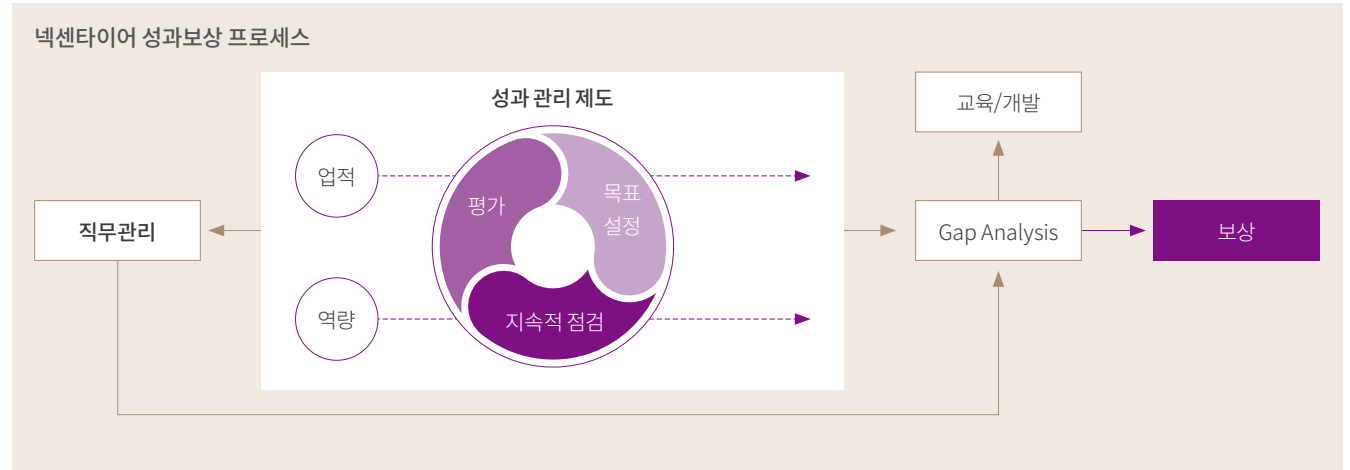 넥센타이어 성과보상 프로세스
성과 관리 제도
교육/개발
업적
평가
목표
설정
직무관리
Gap Analysis
보상
역량
지속적 점검